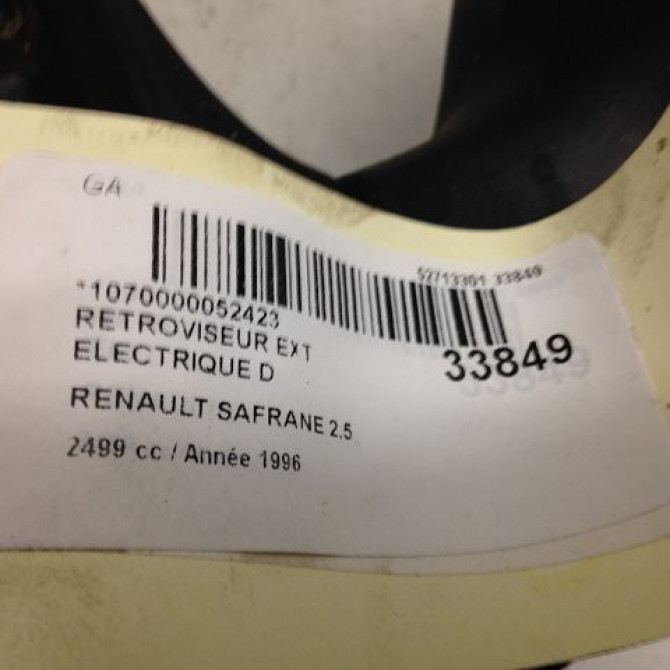 GA
52713301 33849
*1070000052423
RETROVISEUR EXT
ELECTRIQUE D
33849
RENAULT SAFRANE 2.5
2499 cc / Année 1996